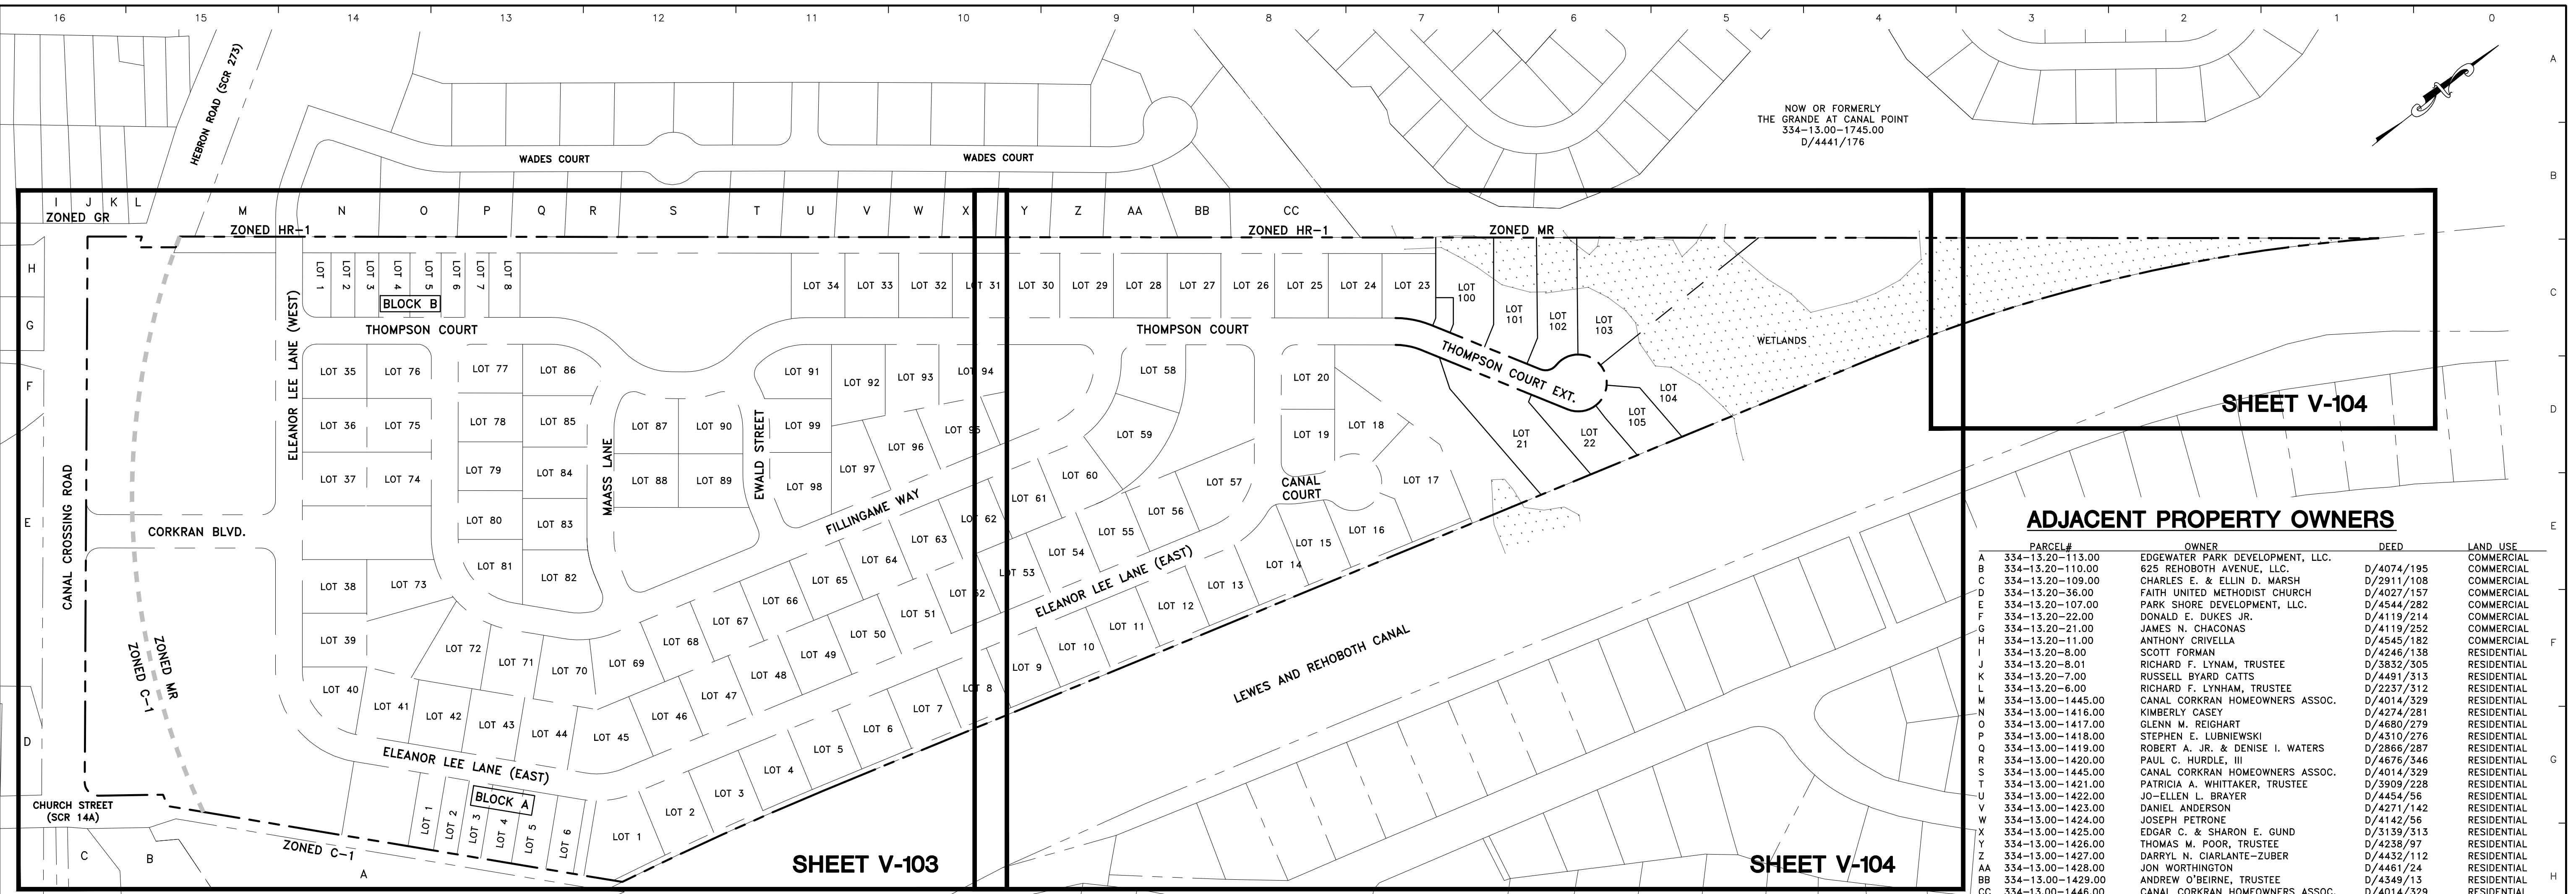 16 15 14 13 12 11 10 9 8 7 6 5 4 3 2 1 0
A
B
C
D
E
F
G
H
HEBRON ROAD (SCR 273)
WADES COURT
WADES COURT
NOW OR FORMERLY
THE GRANDE AT CANAL POINT
334-13.00-1745.00
D/4441/176
I J K L M N O P Q R S T U V W X Y Z AA BB CC
ZONED GR
ZONED HR-1
ZONED HR-1
ZONED MR
H
G
F
E
D
C
B
A
CANAL CROSSING ROAD
CHURCH STREET
(SCR 14A)
CORKRAN BLVD.
ZONED MR
ZONED C-1
ZONED C-1
ELEANOR LEE LANE (WEST)
LOT 1
LOT 2
LOT 3
LOT 4
LOT 5
LOT 6
LOT 7
LOT 8
BLOCK B
THOMPSON COURT
LOT 34
LOT 33
LOT 32
LOT 31
LOT 30
LOT 29
LOT 28
LOT 27
LOT 26
LOT 25
LOT 24
LOT 23
LOT
100
LOT
101
LOT
102
LOT
103
THOMPSON COURT
THOMPSON COURT EXT.
WETLANDS
LOT
104
LOT
105
LOT
22
LOT
21
LOT 35
LOT 76
LOT 77
LOT 86
LOT 36
LOT 75
LOT 78
LOT 85
LOT 37
LOT 74
LOT 79
LOT 84
LOT 80
LOT 83
LOT 38
LOT 73
LOT 81
LOT 82
LOT 39
LOT 40
LOT 41
LOT 42
LOT 43
LOT 44
LOT 45
LOT 46
LOT 47
LOT 48
LOT 49
LOT 50
LOT 51
LOT 52
LOT 53
LOT 54
LOT 55
LOT 56
LOT 57
LOT 72
LOT 71
LOT 70
LOT 69
LOT 68
LOT 67
LOT 66
LOT 65
LOT 64
LOT 63
LOT 62
LOT 61
LOT 60
LOT 59
LOT 58
MAASS LANE
LOT 87
LOT 90
LOT 88
LOT 89
EWALD STREET
LOT 91
LOT 92
LOT 93
LOT 94
LOT 99
LOT 98
LOT 97
LOT 96
LOT 95
FILLINGAME WAY
LOT 20
LOT 19
LOT 18
LOT 17
CANAL
COURT
LOT 16
LOT 15
LOT 14
LOT 13
LOT 12
LOT 11
LOT 10
LOT 9
LOT 8
LOT 7
LOT 6
LOT 5
LOT 4
LOT 3
LOT 2
LOT 1
ELEANOR LEE LANE (EAST)
ELEANOR LEE LANE (EAST)
BLOCK A
LOT 1
LOT 2
LOT 3
LOT 4
LOT 5
LOT 6
C
B
A
LEWES AND REHOBOTH CANAL
SHEET V-103
SHEET V-104
SHEET V-104
ADJACENT PROPERTY OWNERS
PARCEL# OWNER DEED LAND USE
A 334-13.20-113.00 EDGEWATER PARK DEVELOPMENT, LLC. COMMERCIAL
B 334-13.20-110.00 625 REHOBOTH AVENUE, LLC. D/4074/195 COMMERCIAL
C 334-13.20-109.00 CHARLES E. & ELLIN D. MARSH D/2911/108 COMMERCIAL
D 334-13.20-36.00 FAITH UNITED METHODIST CHURCH D/4027/157 COMMERCIAL
E 334-13.20-107.00 PARK SHORE DEVELOPMENT, LLC. D/4544/282 COMMERCIAL
F 334-13.20-22.00 DONALD E. DUKES JR. D/4119/214 COMMERCIAL
G 334-13.20-21.00 JAMES N. CHACONAS D/4119/252 COMMERCIAL
H 334-13.20-11.00 ANTHONY CRIVELLA D/4545/182 COMMERCIAL
I 334-13.20-8.00 SCOTT FORMAN D/4246/138 RESIDENTIAL
J 334-13.20-8.01 RICHARD F. LYNAM, TRUSTEE D/3832/305 RESIDENTIAL
K 334-13.20-7.00 RUSSELL BYARD CATTS D/4491/313 RESIDENTIAL
L 334-13.20-6.00 RICHARD F. LYNHAM, TRUSTEE D/2237/312 RESIDENTIAL
M 334-13.00-1445.00 CANAL CORKRAN HOMEOWNERS ASSOC. D/4014/329 RESIDENTIAL
N 334-13.00-1416.00 KIMBERLY CASEY D/4274/281 RESIDENTIAL
O 334-13.00-1417.00 GLENN M. REIGHART D/4680/279 RESIDENTIAL
P 334-13.00-1418.00 STEPHEN E. LUBNIEWSKI D/4310/276 RESIDENTIAL
Q 334-13.00-1419.00 ROBERT A. JR. & DENISE I. WATERS D/2866/287 RESIDENTIAL
R 334-13.00-1420.00 PAUL C. HURDLE, III D/4676/346 RESIDENTIAL
S 334-13.00-1445.00 CANAL CORKRAN HOMEOWNERS ASSOC. D/4014/329 RESIDENTIAL
T 334-13.00-1421.00 PATRICIA A. WHITTAKER, TRUSTEE D/3909/228 RESIDENTIAL
U 334-13.00-1422.00 JO-ELLEN L. BRAYER D/4454/56 RESIDENTIAL
V 334-13.00-1423.00 DANIEL ANDERSON D/4271/142 RESIDENTIAL
W 334-13.00-1424.00 JOSEPH PETRONE D/4142/56 RESIDENTIAL
X 334-13.00-1425.00 EDGAR C. & SHARON E. GUND D/3139/313 RESIDENTIAL
Y 334-13.00-1426.00 THOMAS M. POOR, TRUSTEE D/4238/97 RESIDENTIAL
Z 334-13.00-1427.00 DARRYL N. CIARLANTE-ZUBER D/4432/112 RESIDENTIAL
AA 334-13.00-1428.00 JON WORTHINGTON D/4461/24 RESIDENTIAL
BB 334-13.00-1429.00 ANDREW O'BEIRNE, TRUSTEE D/4349/13 RESIDENTIAL
CC 334-13.00-1446.00 CANAL CORKRAN HOMEOWNERS ASSOC. D/4014/329 RESIDENTIAL